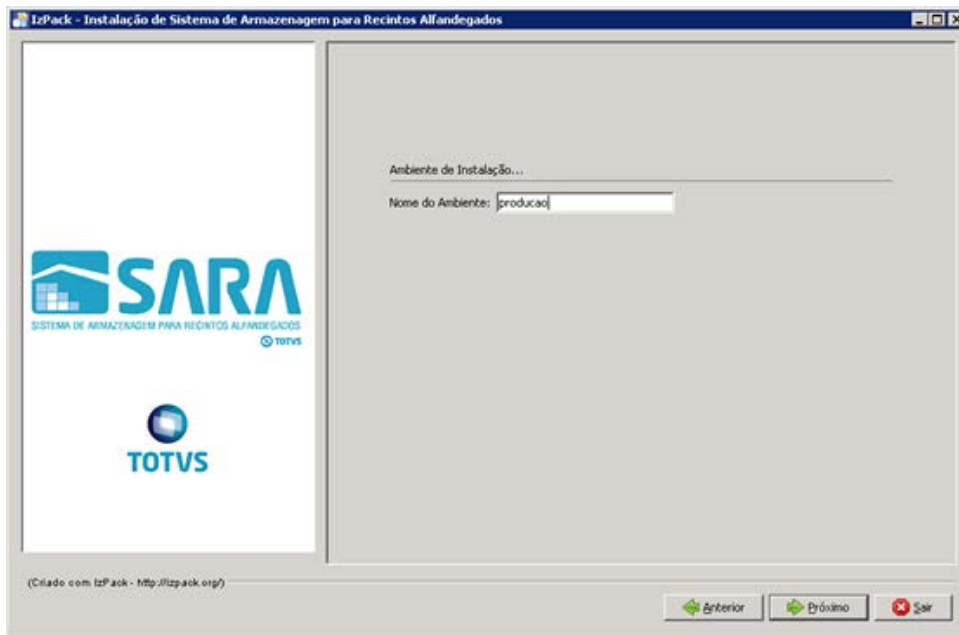 IzPack - Instalação de Sistema de Armazenagem para Recintos Alfandegados
Ambiente de Instalação...
Nome do Ambiente: producao
SARA
SISTEMA DE ARMAZENAGEM PARA RECINTOS ALFANDEGADOS
TOTVS
TOTVS
(Criado com IzPack - http://izpack.org/)
Anterior
Próximo
Sair